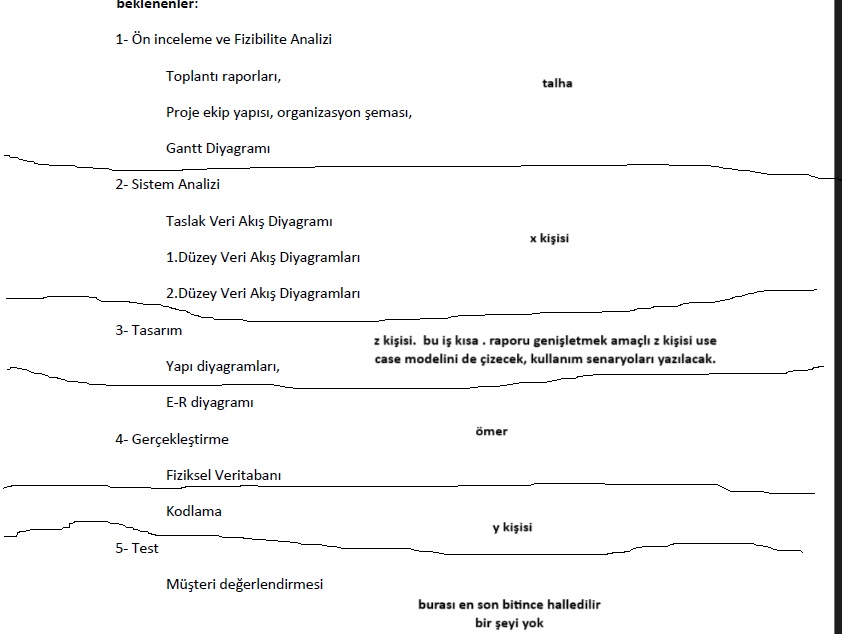 beklenenler:
1- Ön inceleme ve Fizibilite Analizi
Toplantı raporları,
talha
Proje ekip yapısı, organizasyon şeması,
Gantt Diyagramı
2- Sistem Analizi
Taslak Veri Akış Diyagramı
x kişisi
1.Düzey Veri Akış Diyagramları
2.Düzey Veri Akış Diyagramları
3- Tasarım
z kişisi. bu iş kısa . raporu genişletmek amaçlı z kişisi use
case modelini de çizecek, kullanım senaryoları yazılacak.
Yapı diyagramları,
E-R diyagramı
ömer
4- Gerçekleştirme
Fiziksel Veritabanı
Kodlama
y kişisi
5- Test
Müşteri değerlendirmesi
burası en son bitince halledilir
bir şeyi yok